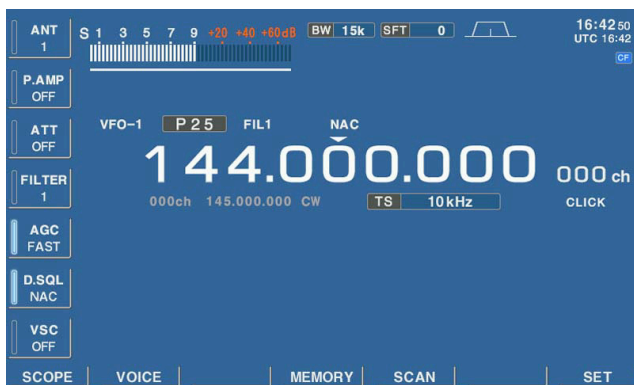 ANT
1
S 1 3 5 7 9 +20 +40 +60dB
BW 15k
SFT 0
16:42 50
UTC 16:42
CF
P.AMP
OFF
ATT
OFF
VFO-1 P25 FIL1 NAC
144.000.000
000 ch
000ch 145.000.000 CW
TS 10kHz
CLICK
FILTER
1
AGC
FAST
D.SQL
NAC
VSC
OFF
SCOPE VOICE MEMORY SCAN SET